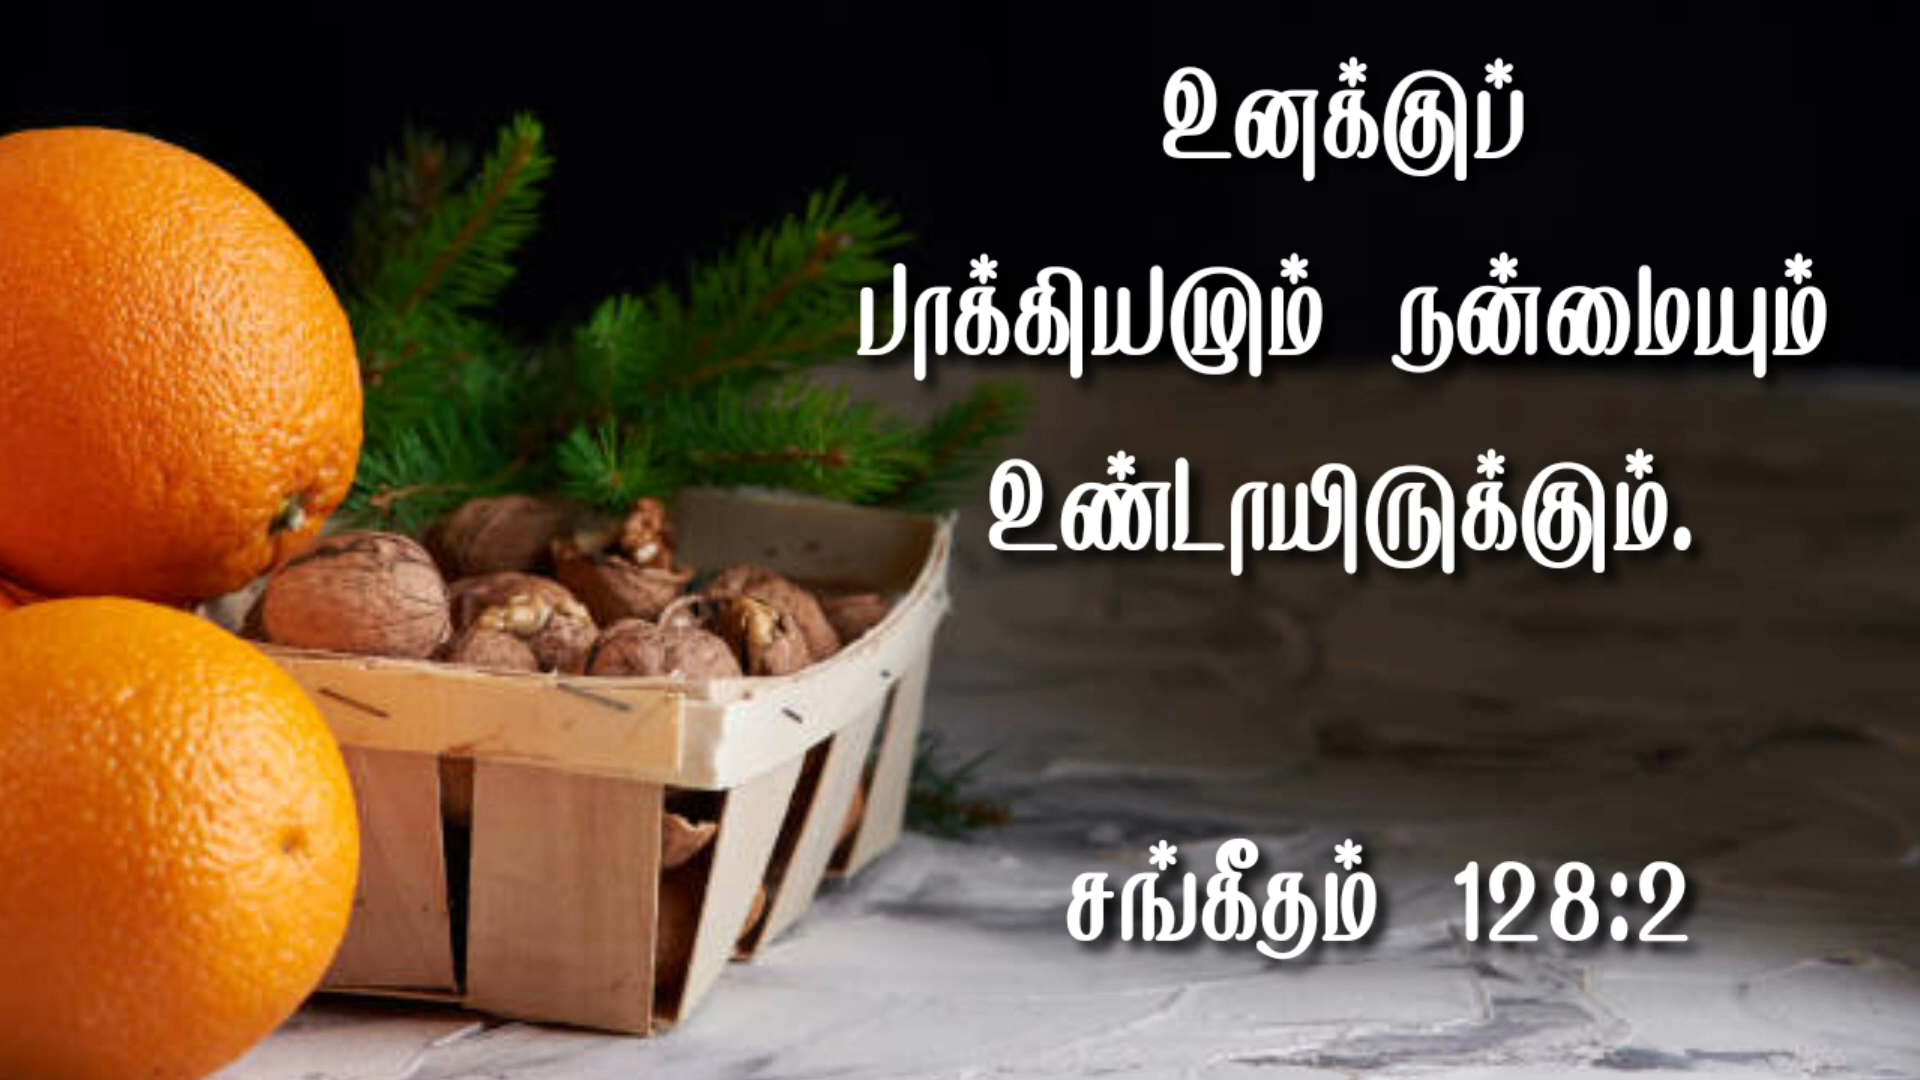 உனக்குப்
பாக்கியமும் நன்மையும்
உண்டாயிருக்கும்.
சங்கீதம் 128:2